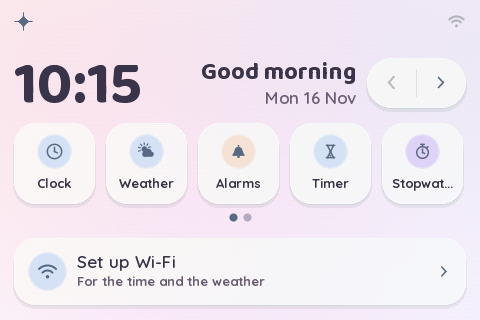 10:15
Good morning
Mon 16 Nov
Clock
Weather
Alarms
Timer
Stopwat...
Set up Wi-Fi
For the time and the weather